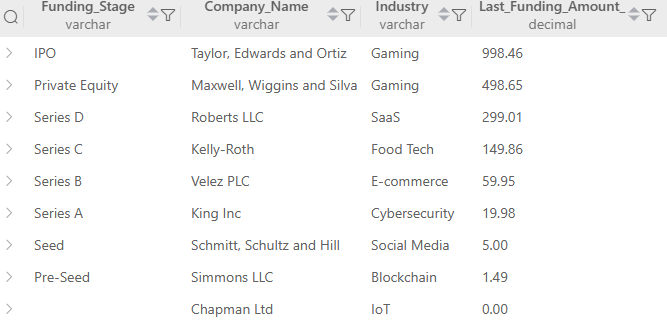 Funding_Stage Company_Name Industry Last_Funding_Amount_
varchar varchar varchar decimal
IPO Taylor, Edwards and Ortiz Gaming 998.46
Private Equity Maxwell, Wiggins and Silva Gaming 498.65
Series D Roberts LLC SaaS 299.01
Series C Kelly-Roth Food Tech 149.86
Series B Velez PLC E-commerce 59.95
Series A King Inc Cybersecurity 19.98
Seed Schmitt, Schultz and Hill Social Media 5.00
Pre-Seed Simmons LLC Blockchain 1.49
Chapman Ltd IoT 0.00